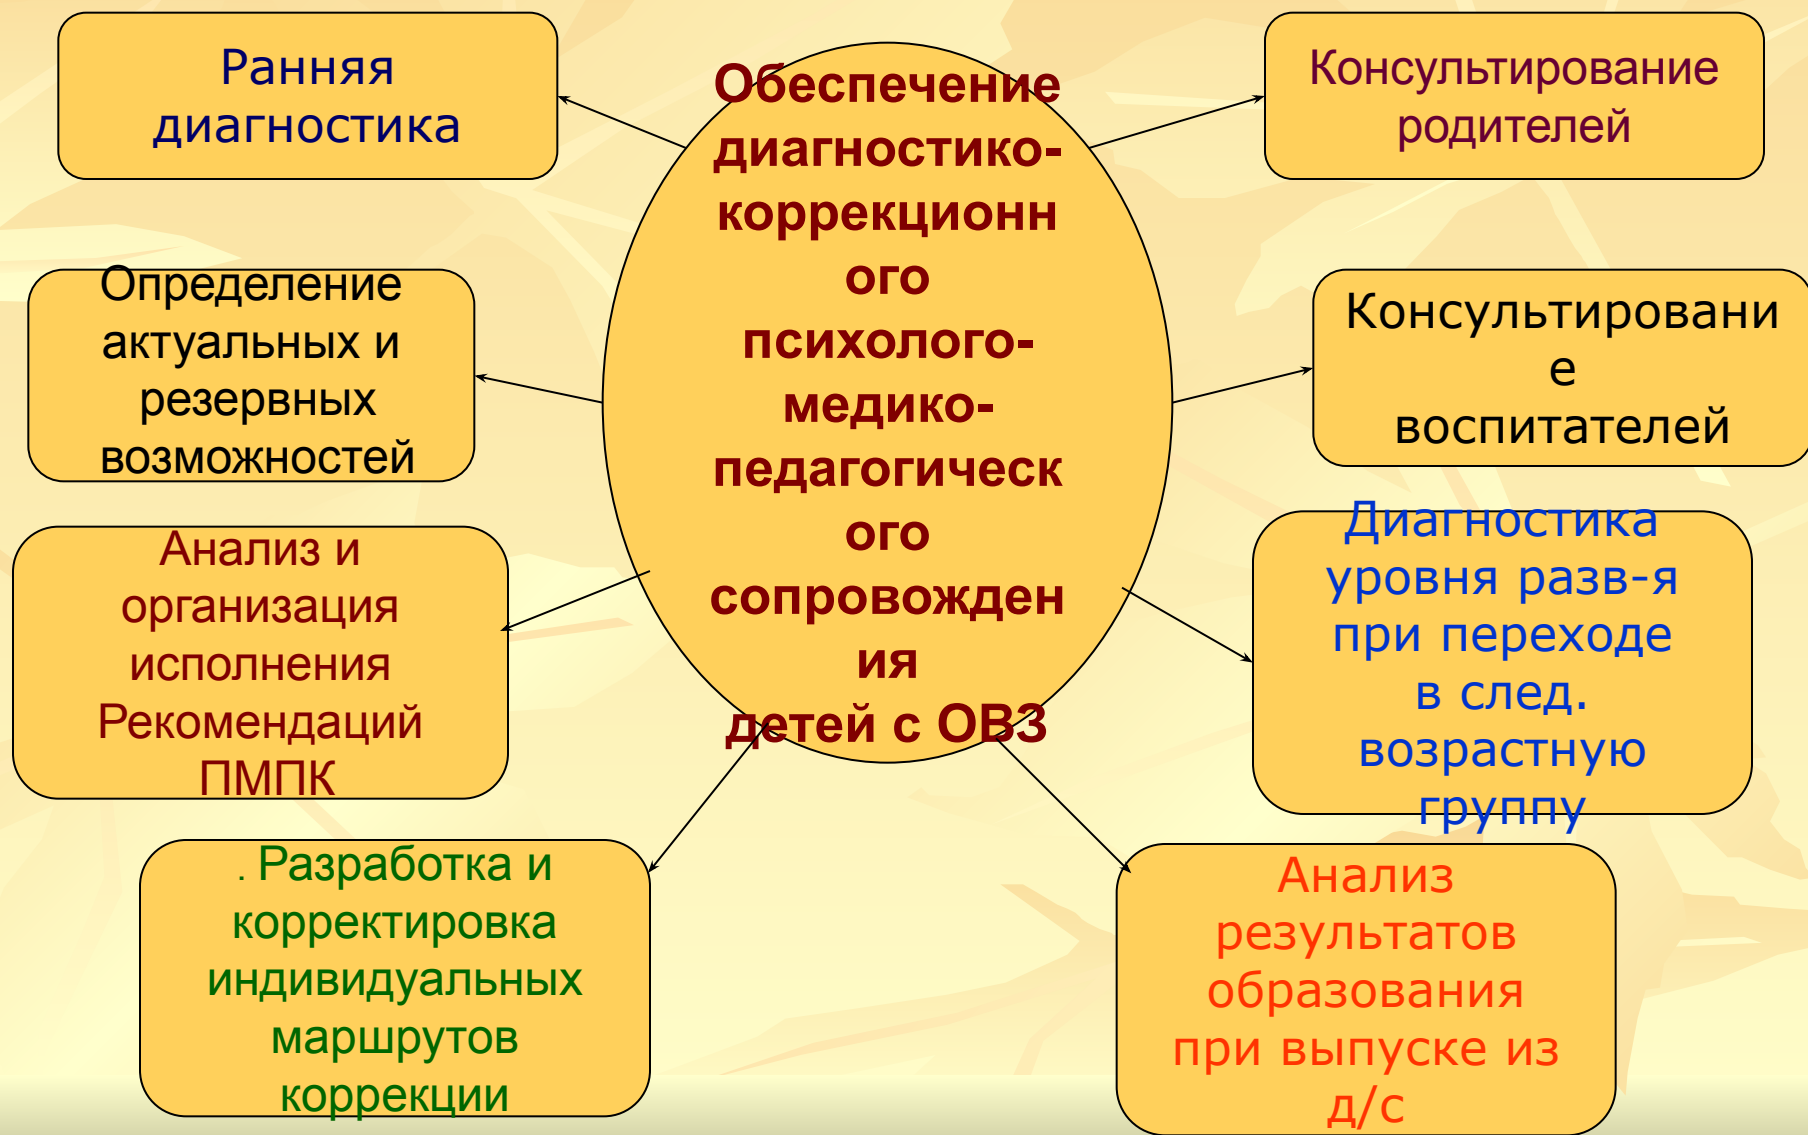 Ранняя
диагностика
Определение
актуальных и
резервных
возможностей
Анализ и
организация
исполнения
Рекомендаций
ПМПК
. Разработка и
корректировка
индивидуальных
маршрутов
коррекции
Обеспечение
диагностико-
коррекционн
ого
психолого-
медико-
педагогическ
ого
сопровожден
ия
детей с ОВЗ
Консультирование
родителей
Консультировани
е
воспитателей
Диагностика
уровня разв-я
при переходе
в след.
возрастную
группу
Анализ
результатов
образования
при выпуске из
д/с